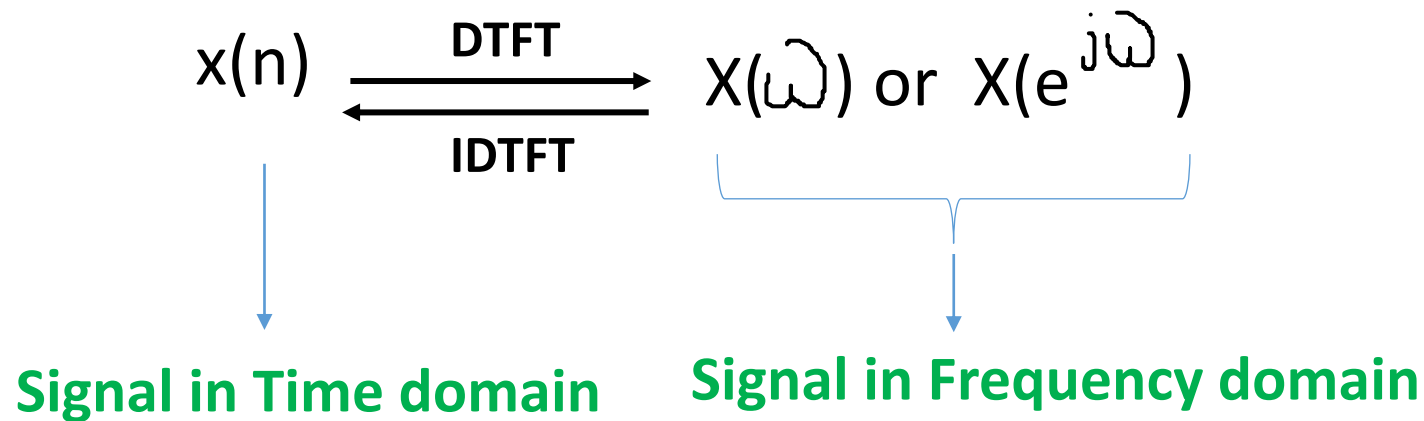 DTFT
x(n) X(ω) or X(e^jω)
IDTFT
Signal in Time domain Signal in Frequency domain